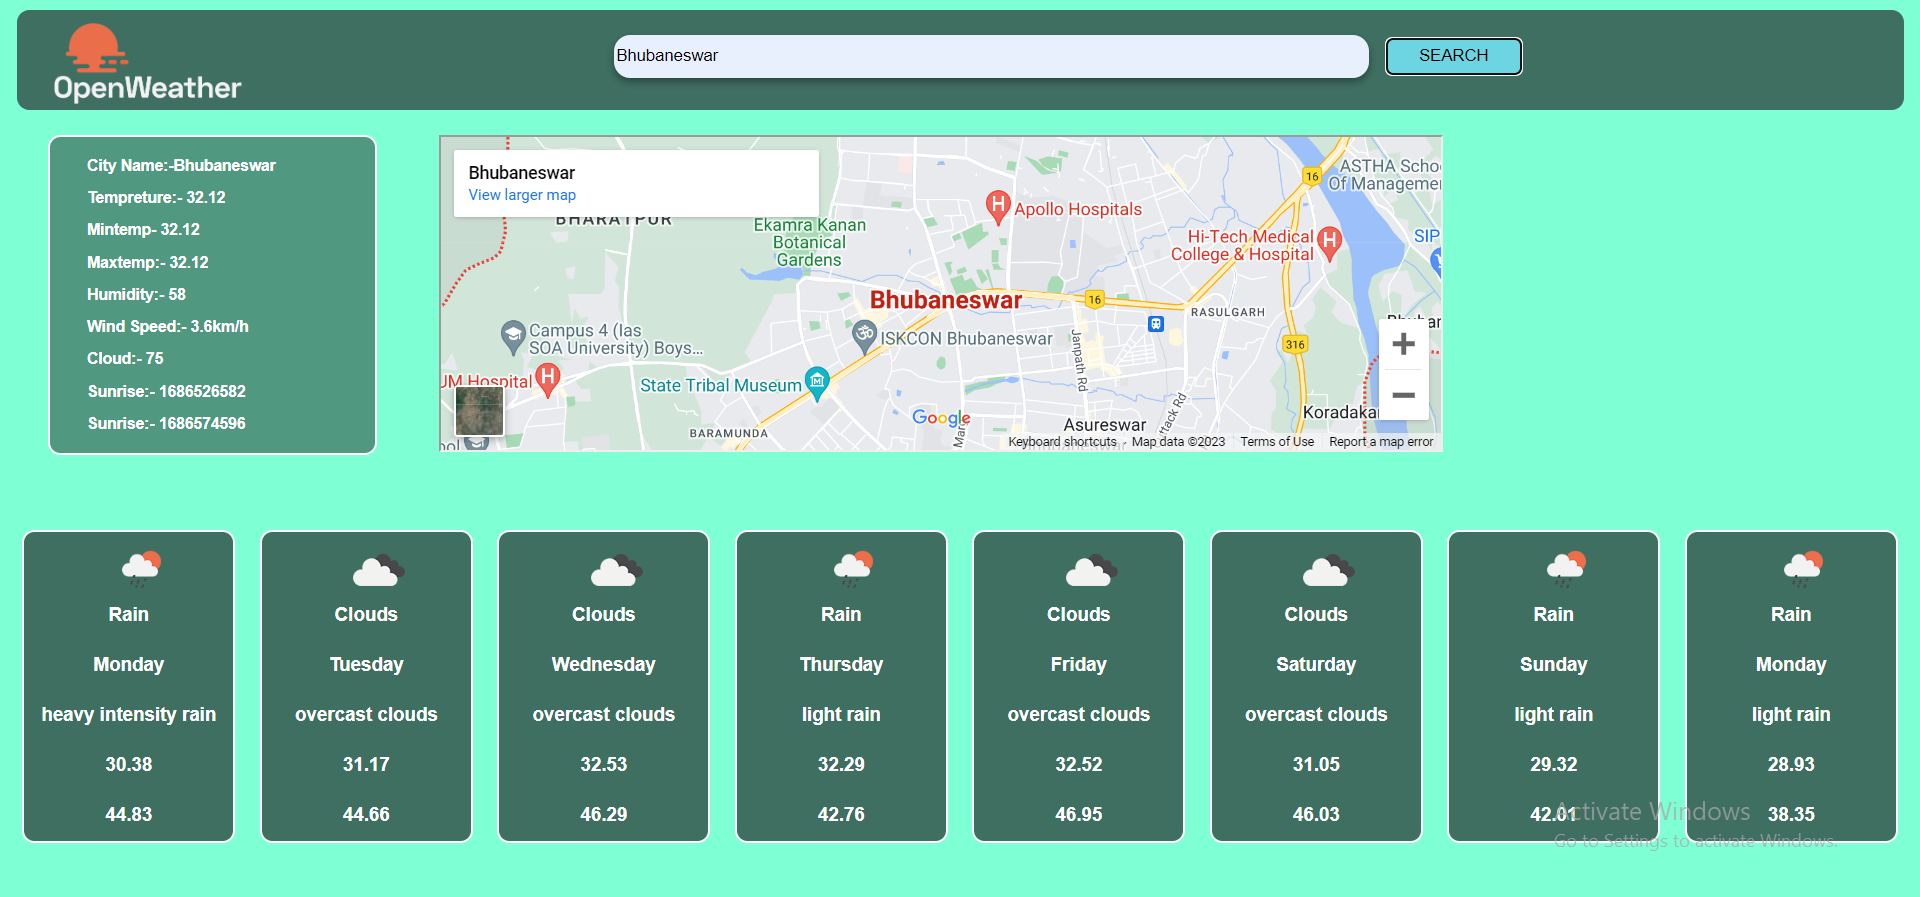 OpenWeather
Bhubaneswar
SEARCH
City Name:-Bhubaneswar
Tempreture:- 32.12
Mintemp- 32.12
Maxtemp:- 32.12
Humidity:- 58
Wind Speed:- 3.6km/h
Cloud:- 75
Sunrise:- 1686526582
Sunrise:- 1686574596
Bhubaneswar
View larger map
BHARATPUR
Ekamra Kanan
Botanical
Gardens
Apollo Hospitals
16
ASTHA Schoo
Of Managemen
Hi-Tech Medical
College & Hospital
SIP
Bhubaneswar
16
RASULGARH
Campus 4 (Ias
SOA University) Boys...
ISKCON Bhubaneswar
Janpath Rd
316
Bhubar
UM Hospital
State Tribal Museum
Google
BARAMUNDA
Asureswar
ttack Rd
Koradakar
ool
Keyboard shortcuts
Map data ©2023
Terms of Use
Report a map error
Rain
Monday
heavy intensity rain
30.38
44.83
Clouds
Tuesday
overcast clouds
31.17
44.66
Clouds
Wednesday
overcast clouds
32.53
46.29
Rain
Thursday
light rain
32.29
42.76
Clouds
Friday
overcast clouds
32.52
46.95
Clouds
Saturday
overcast clouds
31.05
46.03
Rain
Sunday
light rain
29.32
42.01
Rain
Monday
light rain
28.93
38.35
Activate Windows
Go to Settings to activate Windows.